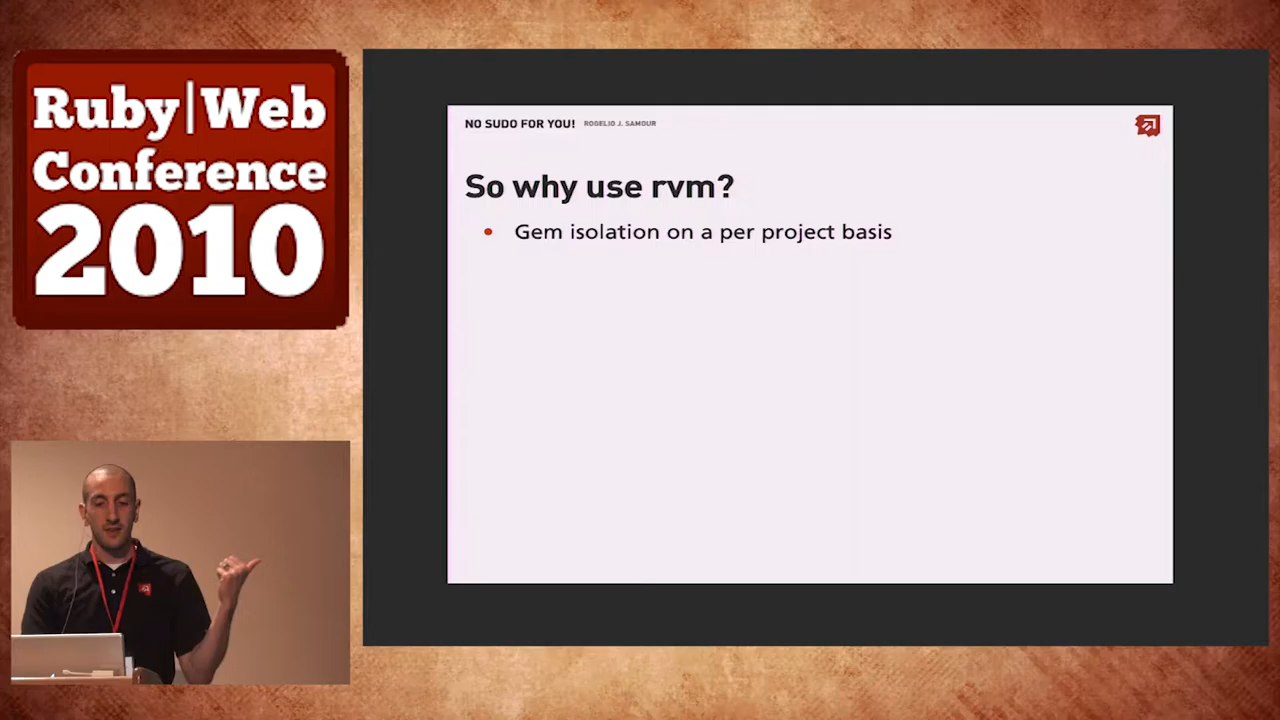 Ruby|Web
Conference
2010
NO SUDO FOR YOU! ROGELIO J. SAMOUR
So why use rvm?
• Gem isolation on a per project basis